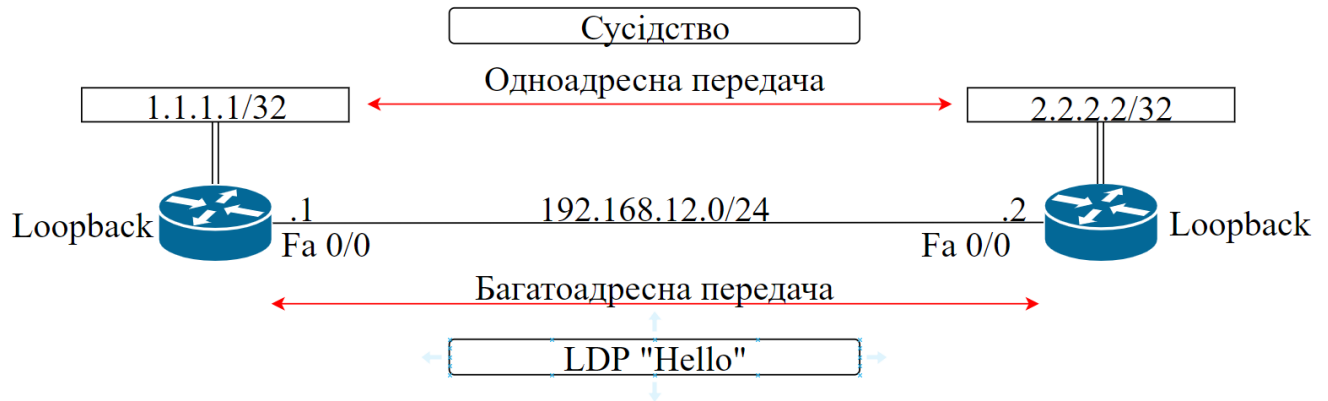 Сусідство
Одноадресна передача
1.1.1.1/32
2.2.2.2/32
Loopback
.1
192.168.12.0/24
.2
Loopback
Fa 0/0
Fa 0/0
Багатоадресна передача
LDP "Hello"